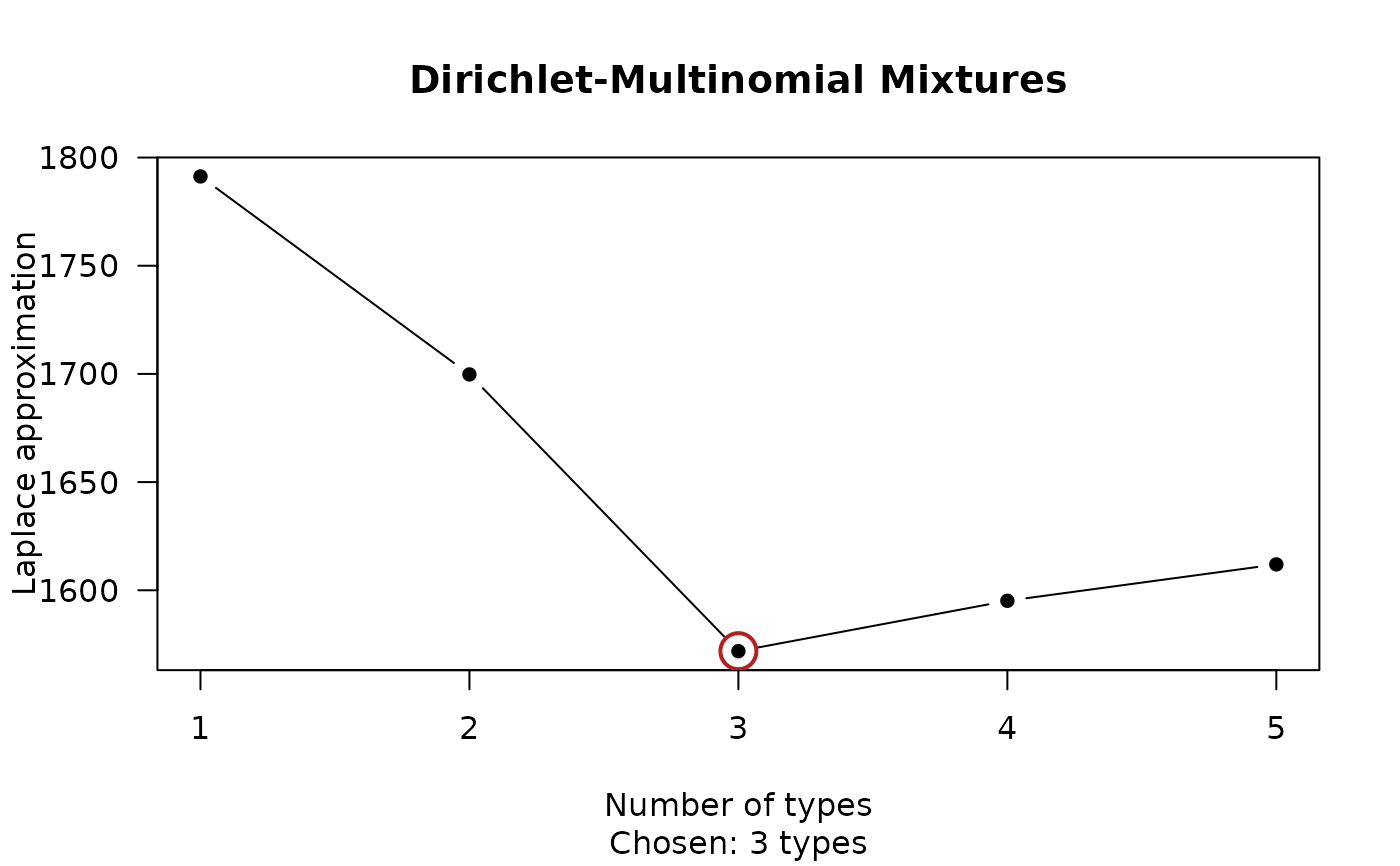 Dirichlet-Multinomial Mixtures
Laplace approximation
1800
1750
1700
1650
1600
1 2 3 4 5
Number of types
Chosen: 3 types